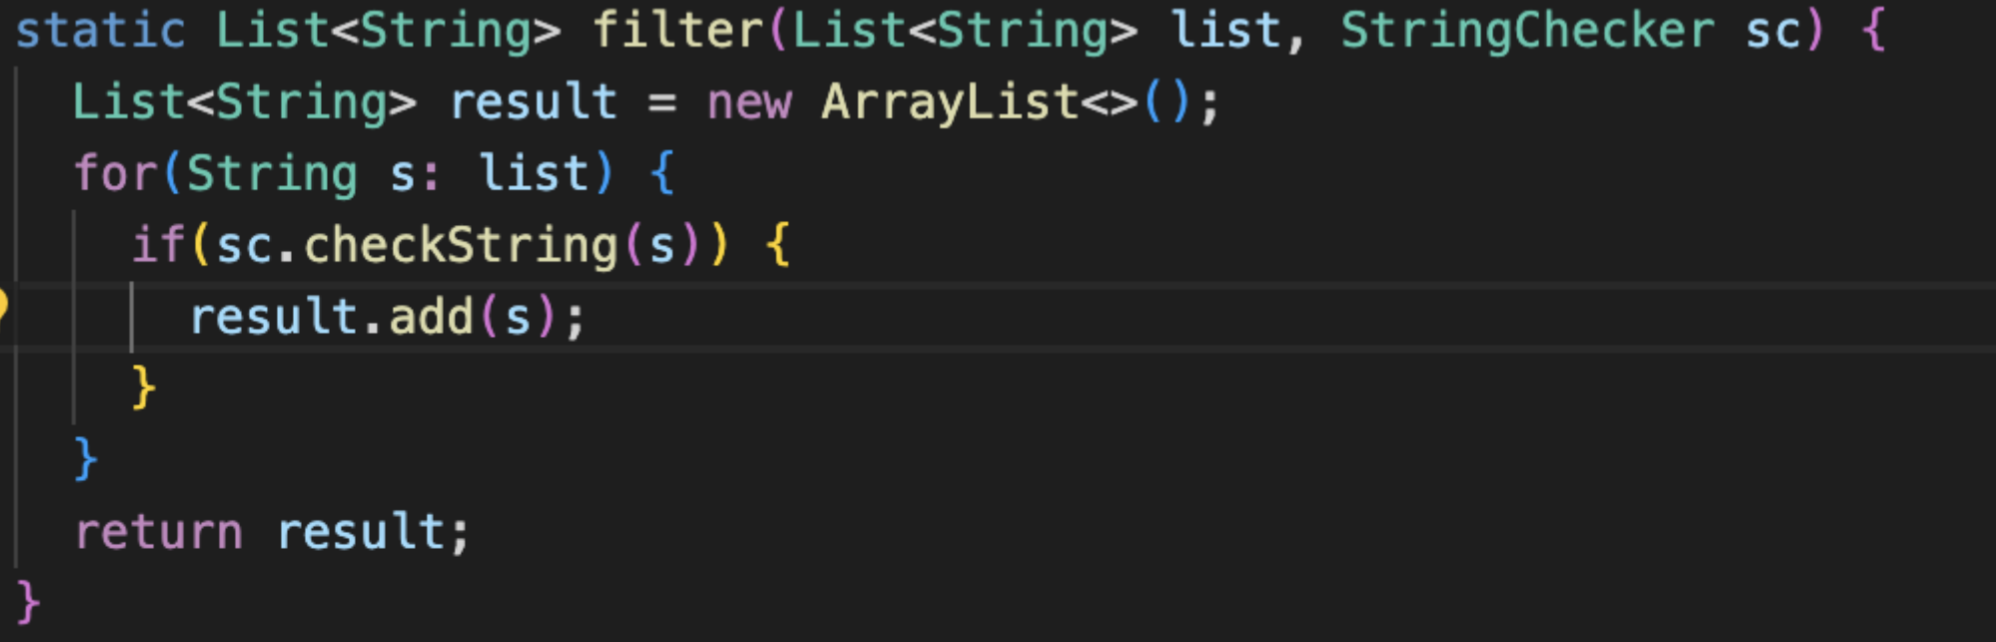 static List<String> filter(List<String> list, StringChecker sc) {
  List<String> result = new ArrayList<>();
  for(String s: list) {
    if(sc.checkString(s)) {
      result.add(s);
    }
  }
  return result;
}